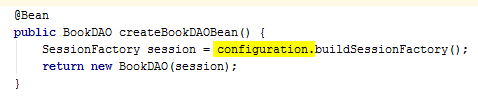 @Bean
public BookDAO createBookDAOBean() {
    SessionFactory session = configuration.buildSessionFactory();
    return new BookDAO(session);
}